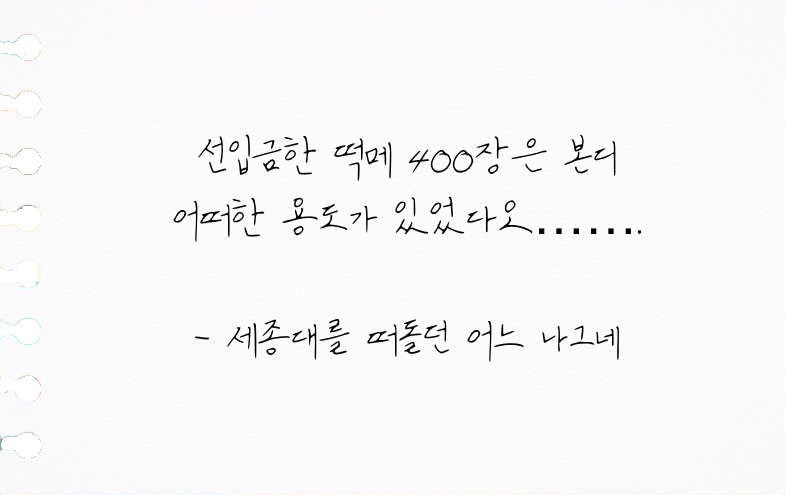 선입금한 떡메 400장은 본디
어떠한 용도가 있었다오.......
- 세종대를 떠돌던 어느 나그네